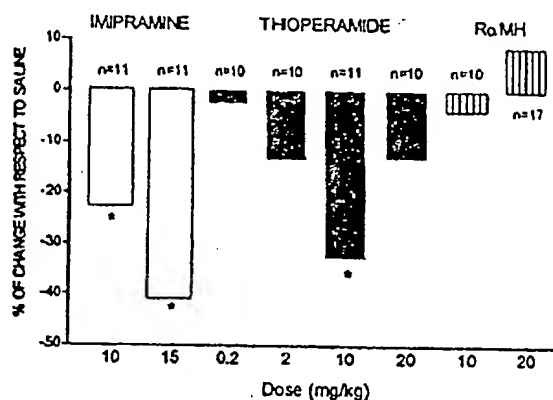 IMIPRAMINE THIOPERAMIDE RαMH
n=11 n=11 n=10 n=10 n=11 n=10 n=10
n=17
10
0
-10
-20
-30
-40
-50
% OF CHANGE WITH RESPECT TO SALINE
* * *
10 15 0.2 2 10 20 10 20
Dose (mg/kg)